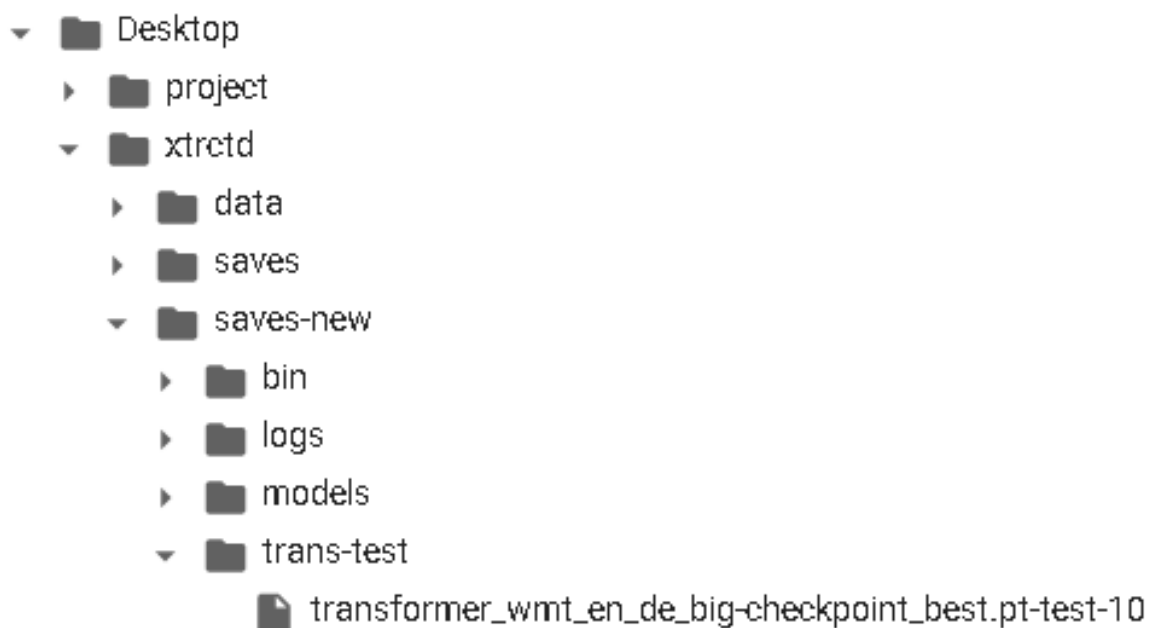 Desktop
project
xtrctd
data
saves
saves-new
bin
logs
models
trans-test
transformer_wmt_en_de_big-checkpoint_best.pt-test-10